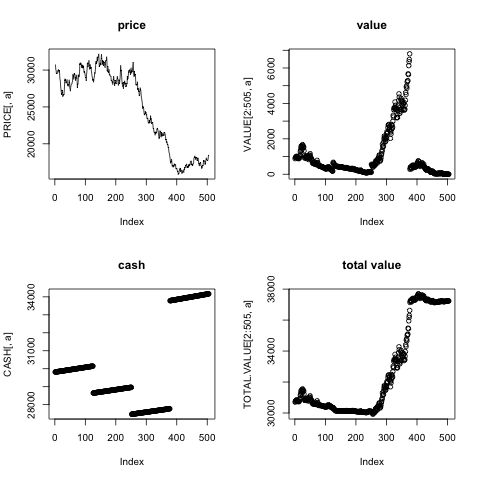 price
PRICE[, a]
20000 25000 30000
0 100 200 300 400 500
Index
value
VALUE[2:505, a]
0 2000 4000 6000
0 100 200 300 400 500
Index
cash
CASH[, a]
28000 31000 34000
0 100 200 300 400 500
Index
total value
TOTAL.VALUE[2:505, a]
30000 34000 38000
0 100 200 300 400 500
Index